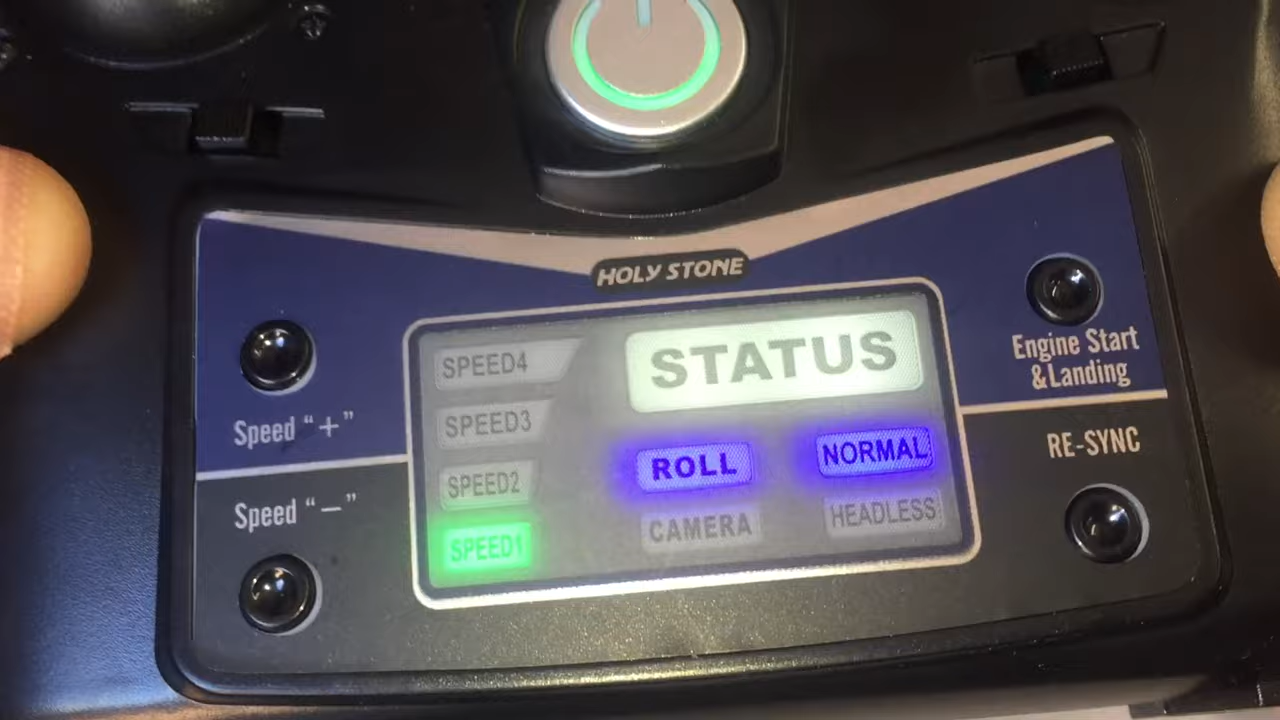 HOLY STONE
Speed "+"
Speed "–"
SPEED4
SPEED3
SPEED2
SPEED1
STATUS
ROLL
NORMAL
CAMERA
HEADLESS
Engine Start
&Landing
RE-SYNC